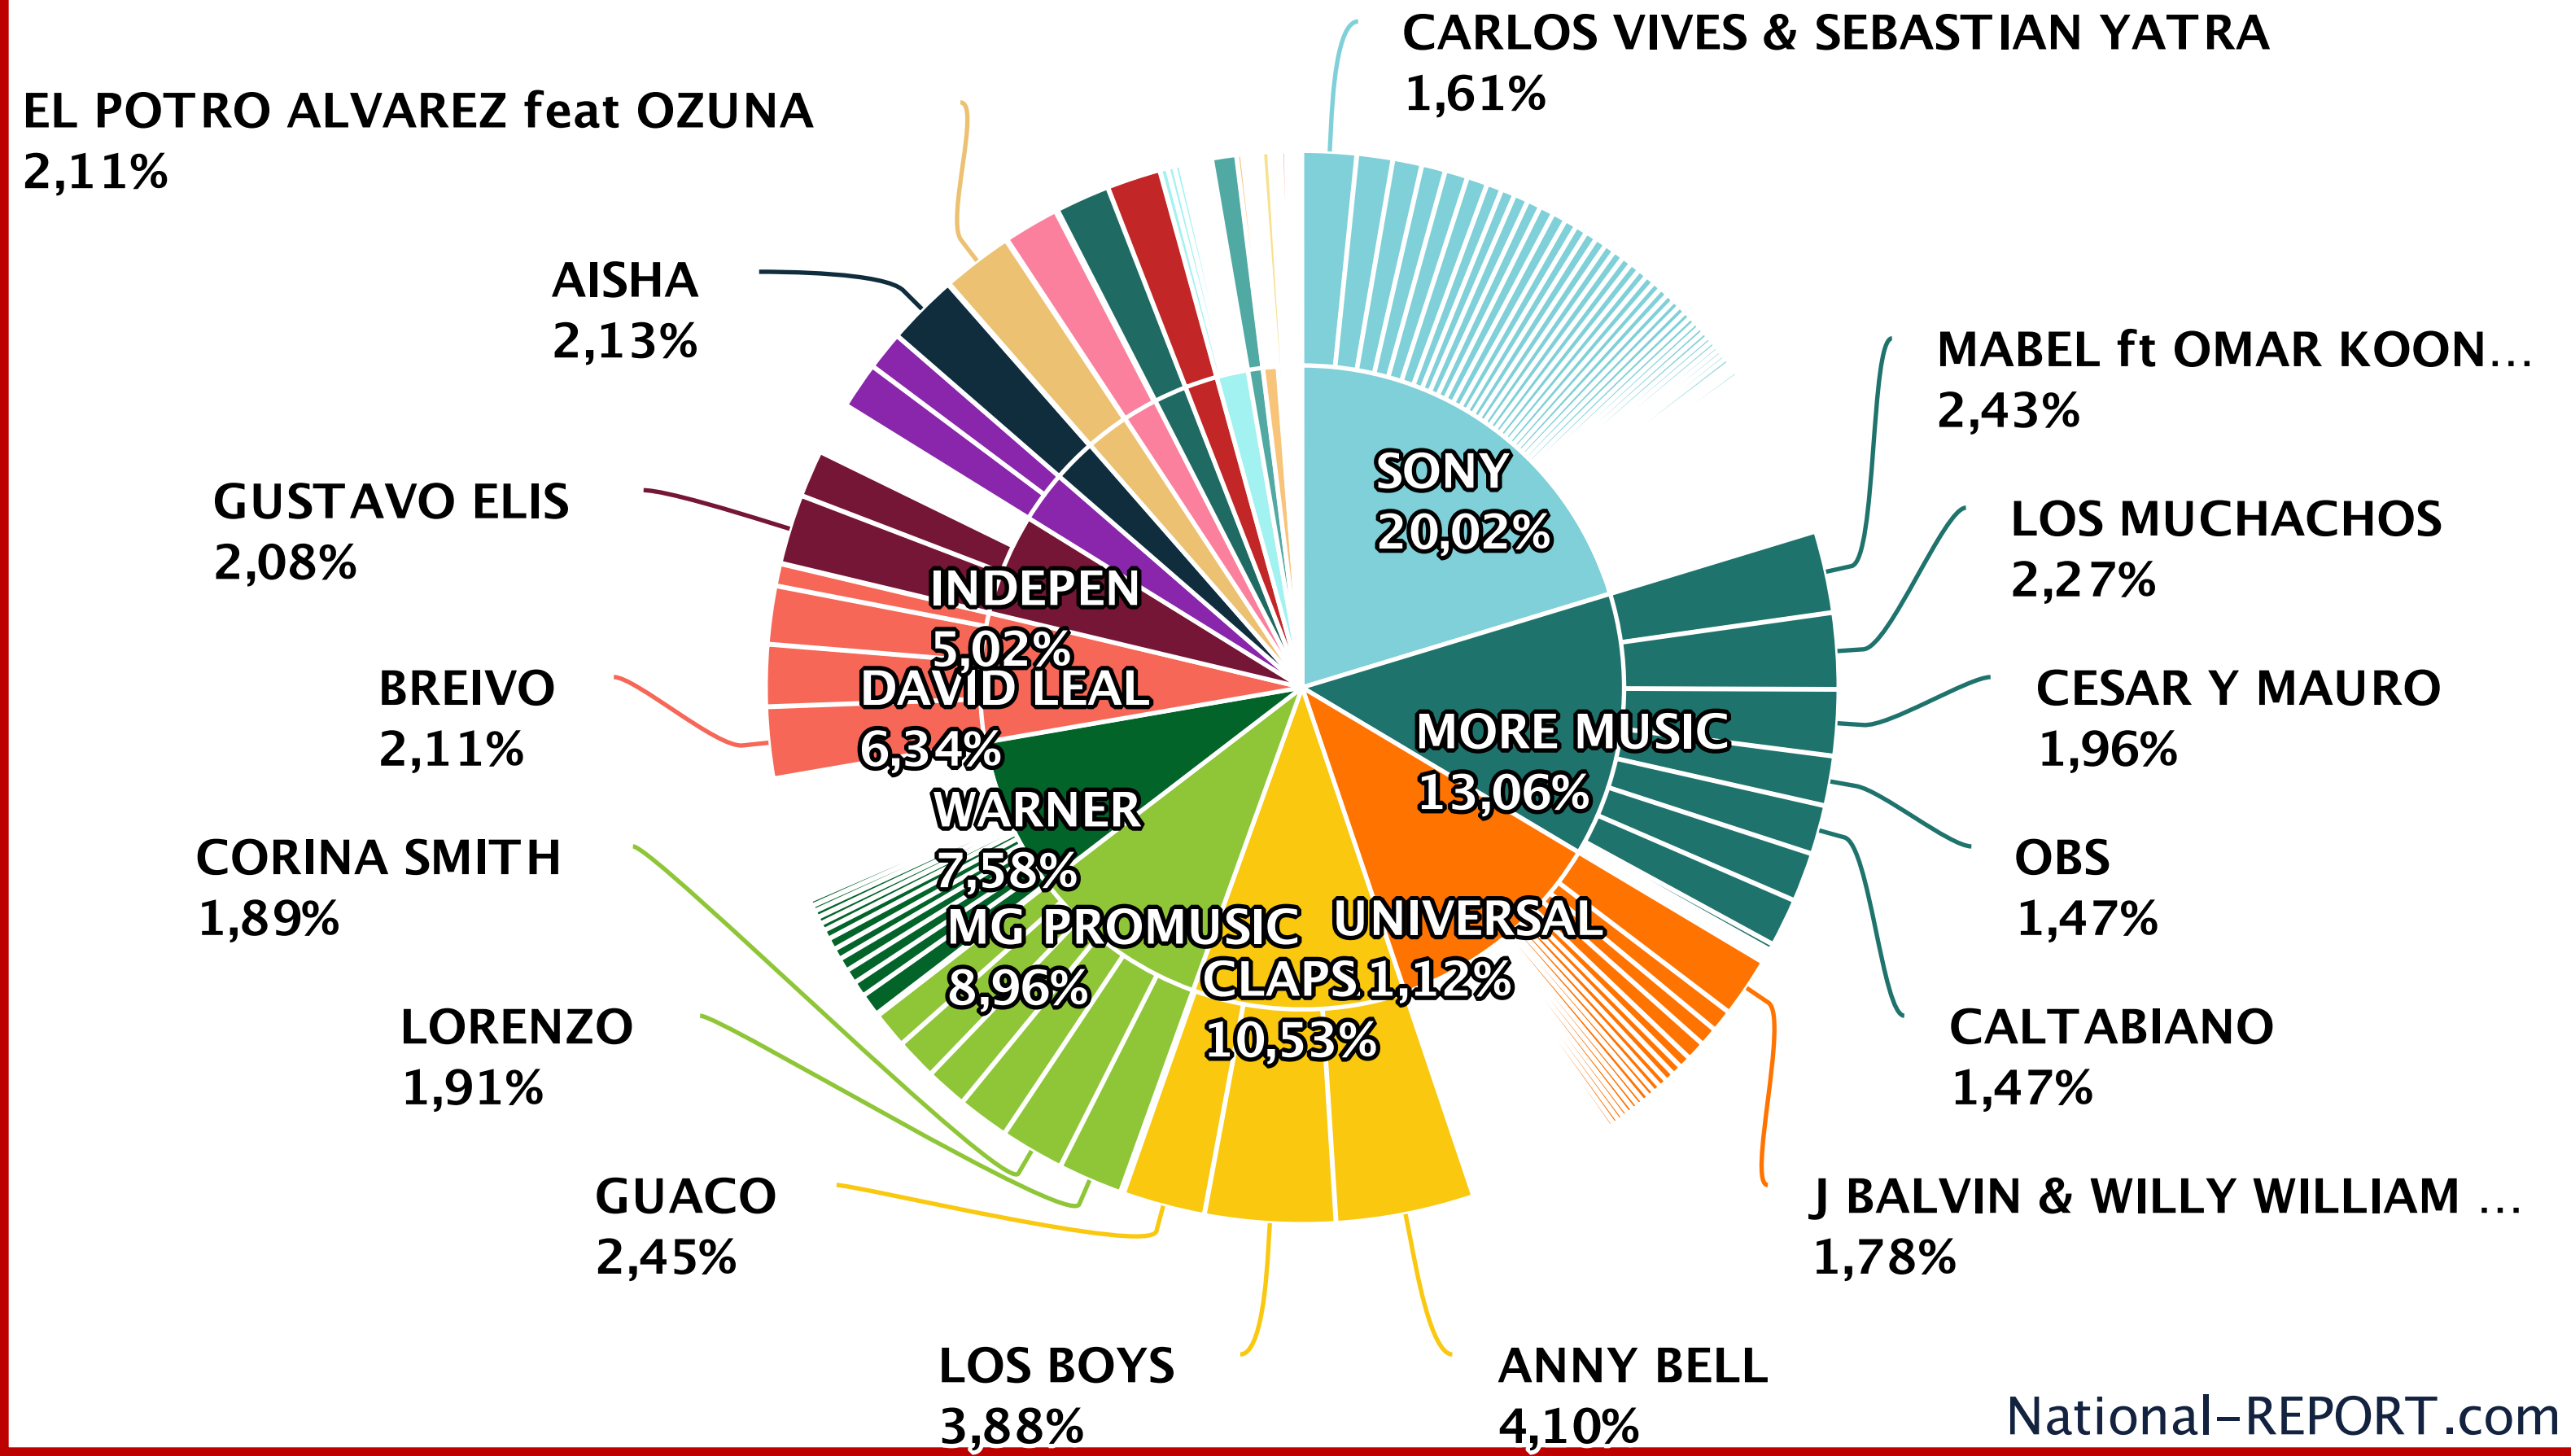 CARLOS VIVES & SEBASTIAN YATRA
1,61%
EL POTRO ALVAREZ feat OZUNA
2,11%
AISHA
2,13%
MABEL ft OMAR KOON...
2,43%
SONY
20,02%
GUSTAVO ELIS
2,08%
LOS MUCHACHOS
2,27%
INDEPEN
5,02%
BREIVO
2,11%
DAVID LEAL
6,34%
CESAR Y MAURO
1,96%
MORE MUSIC
13,06%
WARNER
7,58%
CORINA SMITH
1,89%
OBS
1,47%
MG PROMUSIC
8,96%
UNIVERSAL
1,12%
CLAPS
10,53%
LORENZO
1,91%
CALTABIANO
1,47%
GUACO
2,45%
J BALVIN & WILLY WILLIAM ...
1,78%
LOS BOYS
3,88%
ANNY BELL
4,10%
National-REPORT.com